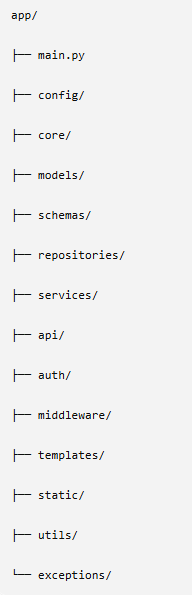 app/
├── main.py
├── config/
├── core/
├── models/
├── schemas/
├── repositories/
├── services/
├── api/
├── auth/
├── middleware/
├── templates/
├── static/
├── utils/
└── exceptions/